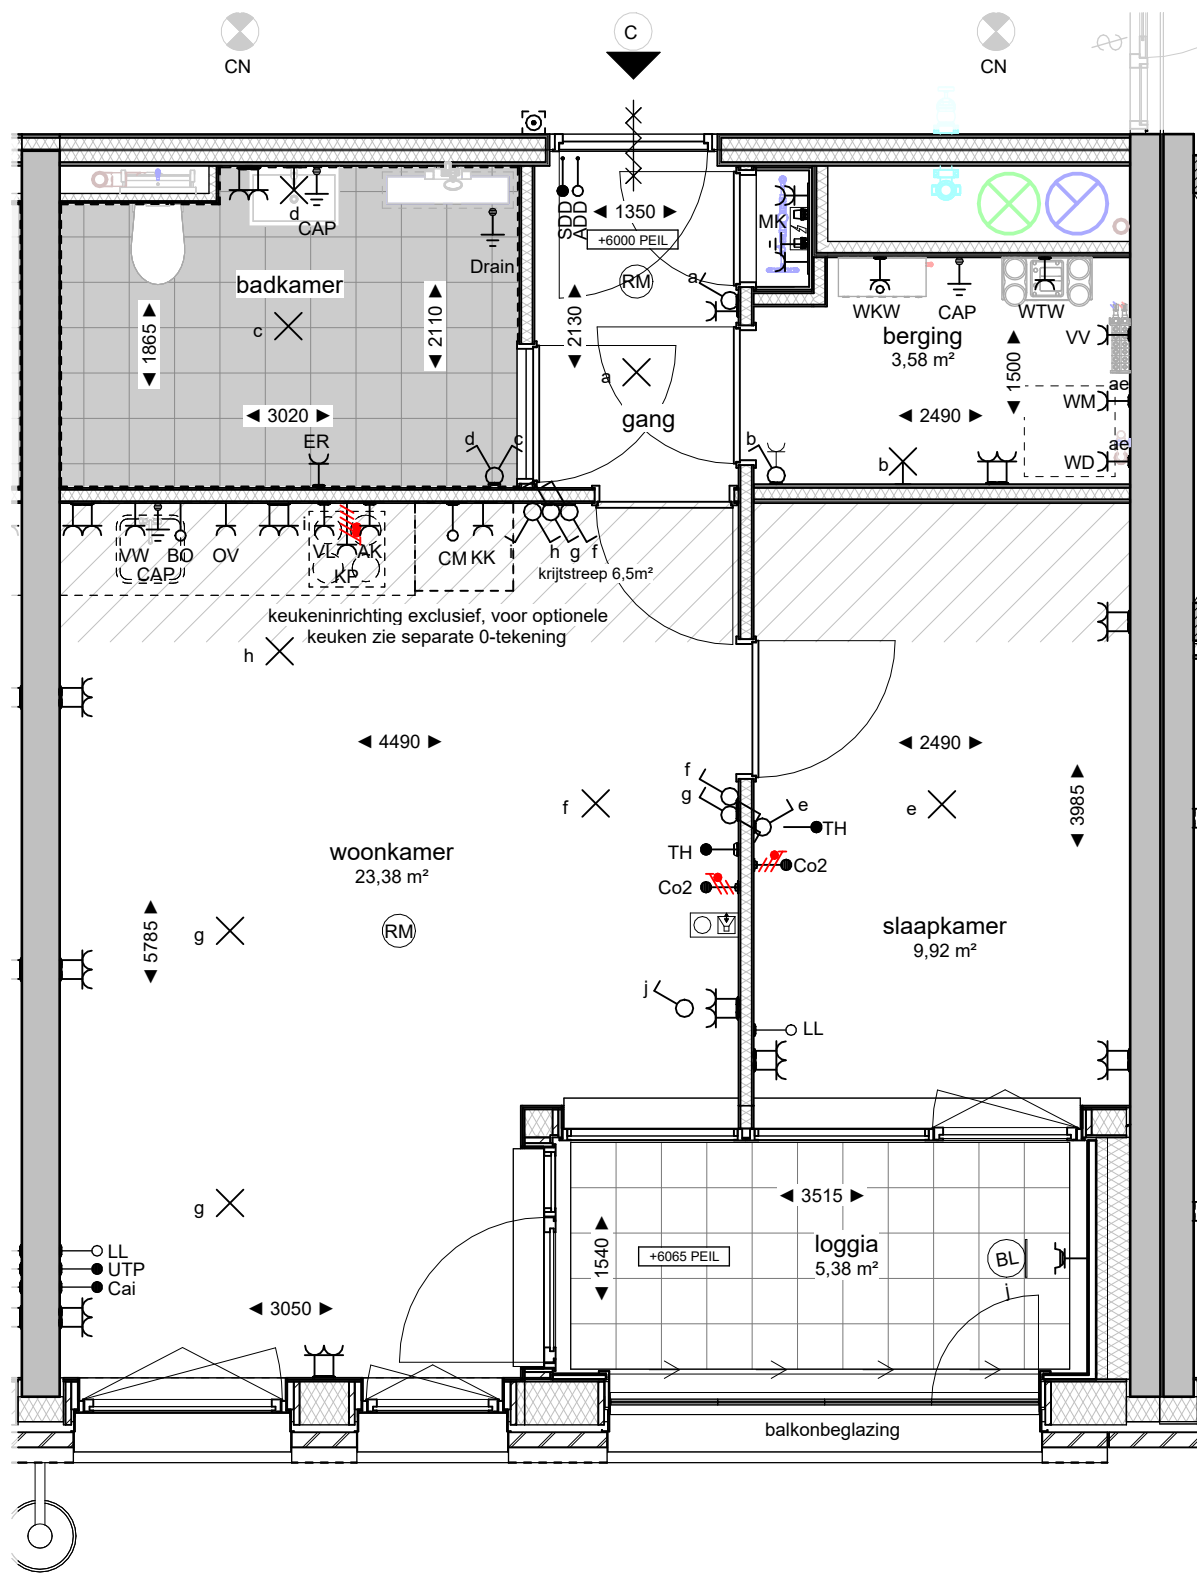 C
CN
CN
SDD
ADD
1350
+6000 PEIL
MK
d
CAP
Drain
RM
a
badkamer
WKW
CAP
WTW
berging
3,58 m²
VV
1865
c
2110
2130
1500
a
ae
WM
3020
gang
2490
ER
d
c
b
b
ae
WD
VW
BO
CAP
OV
i
VL
AK
KP
CM
KK
i
h
g
f
krijtstreep 6,5m²
keukeninrichting exclusief, voor optionele
keuken zie separate 0-tekening
h
4490
2490
f
g
e
f
e
3985
TH
woonkamer
23,38 m²
TH
Co2
Co2
5785
g
RM
slaapkamer
9,92 m²
j
LL
g
3515
1540
+6065 PEIL
loggia
5,38 m²
BL
j
LL
UTP
Cai
3050
balkonbeglazing